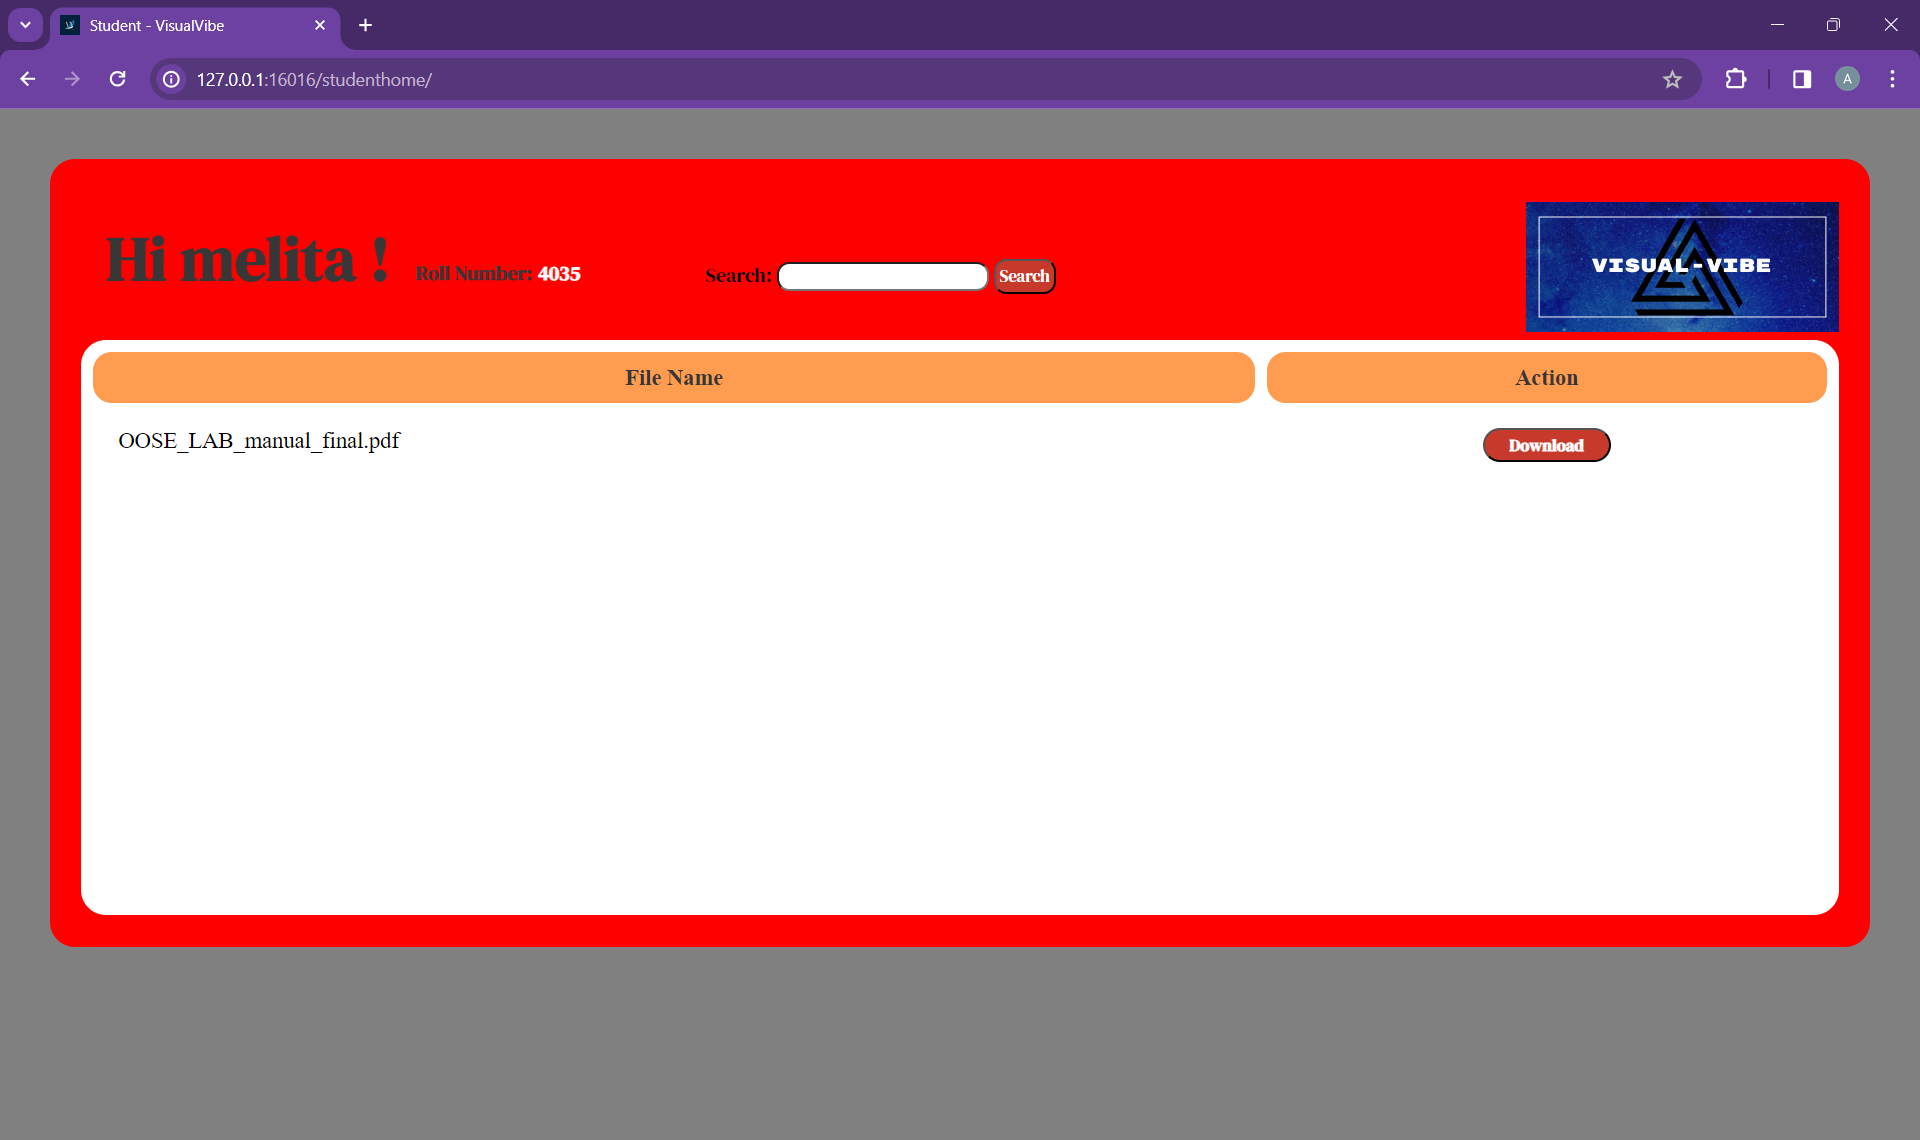 Student - VisualVibe
127.0.0.1:16016/studenthome/
A
Hi melita !
Roll Number: 4035
Search:
Search
VISUAL-VIBE
File Name
Action
OOSE_LAB_manual_final.pdf
Download